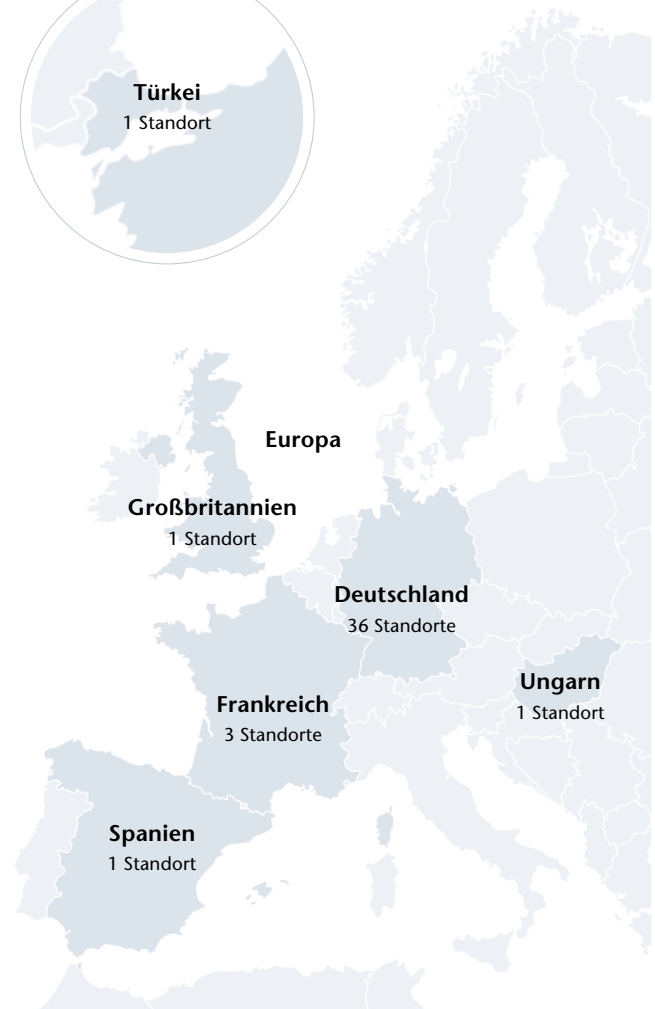 Türkei
1 Standort
Europa
Großbritannien
1 Standort
Deutschland
36 Standorte
Ungarn
1 Standort
Frankreich
3 Standorte
Spanien
1 Standort